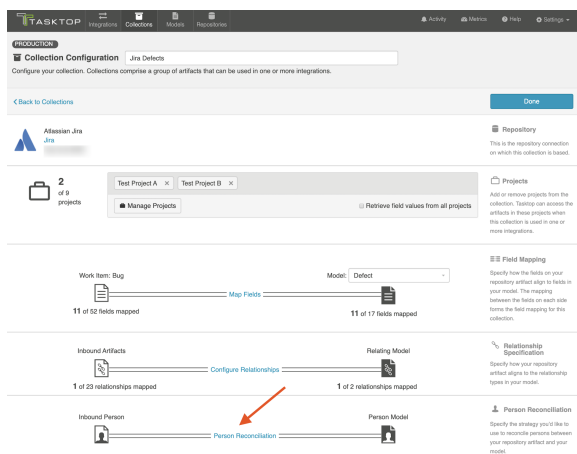 TASKTOP
Integrations
Collections
Models
Repositories
Activity
Metrics
Help
Settings
PRODUCTION
Collection Configuration
Jira Defects
Configure your collection. Collections comprise a group of artifacts that can be used in one or more integrations.
Back to Collections
Done
Atlassian Jira
Jira
Repository
This is the repository connection
on which this collection is based.
2
of 9
projects
Test Project A ×
Test Project B ×
Manage Projects
Retrieve field values from all projects
Projects
Add or remove projects from the
collection. Tasktop can access the
artifacts in these projects when
this collection is used in one or
more integrations.
Work Item: Bug
Model: Defect
Map Fields
11 of 52 fields mapped
11 of 17 fields mapped
Field Mapping
Specify how the fields on your
repository artifact align to fields in
your model. The mapping
between the fields on each side
forms the field mapping for this
collection.
Inbound Artifacts
Relating Model
Configure Relationships
1 of 23 relationships mapped
1 of 2 relationships mapped
Relationship
Specification
Specify how your repository
artifact aligns to the relationship
types in your model.
Inbound Person
Person Model
Person Reconciliation
Person Reconciliation
Specify the strategy you'd like to
use to reconcile persons between
your repository artifact and your
model.